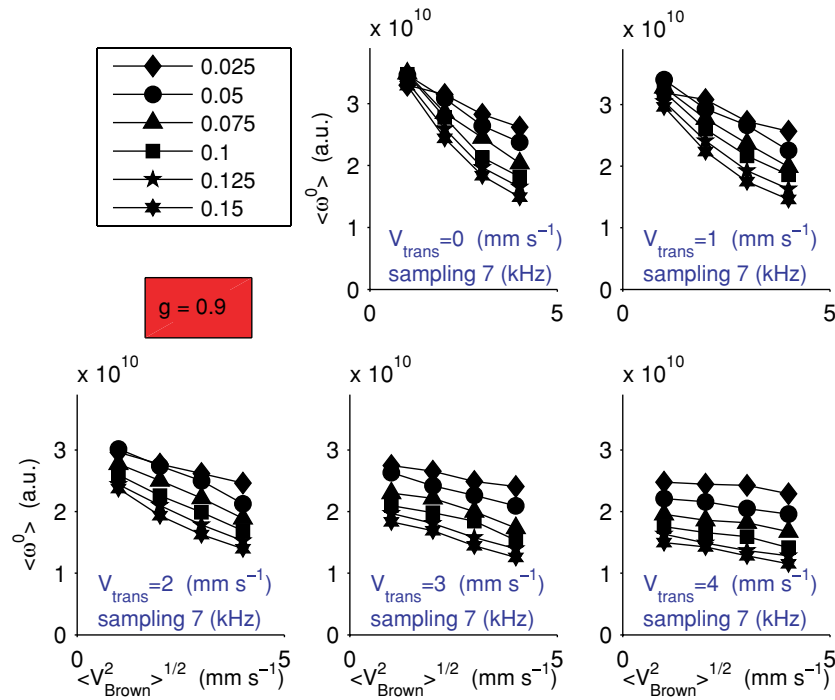 0.025
0.05
0.075
0.1
0.125
0.15
g = 0.9
x 10^10
3
2
1
0
0
5
<ω^0> (a.u.)
V_trans=0 (mm s^−1)
sampling 7 (kHz)
x 10^10
3
2
1
0
0
5
V_trans=1 (mm s^−1)
sampling 7 (kHz)
x 10^10
3
2
1
0
0
5
<ω^0> (a.u.)
V_trans=2 (mm s^−1)
sampling 7 (kHz)
<V^2_Brown>^1/2 (mm s^−1)
x 10^10
3
2
1
0
0
5
V_trans=3 (mm s^−1)
sampling 7 (kHz)
<V^2_Brown>^1/2 (mm s^−1)
x 10^10
3
2
1
0
0
5
V_trans=4 (mm s^−1)
sampling 7 (kHz)
<V^2_Brown>^1/2 (mm s^−1)